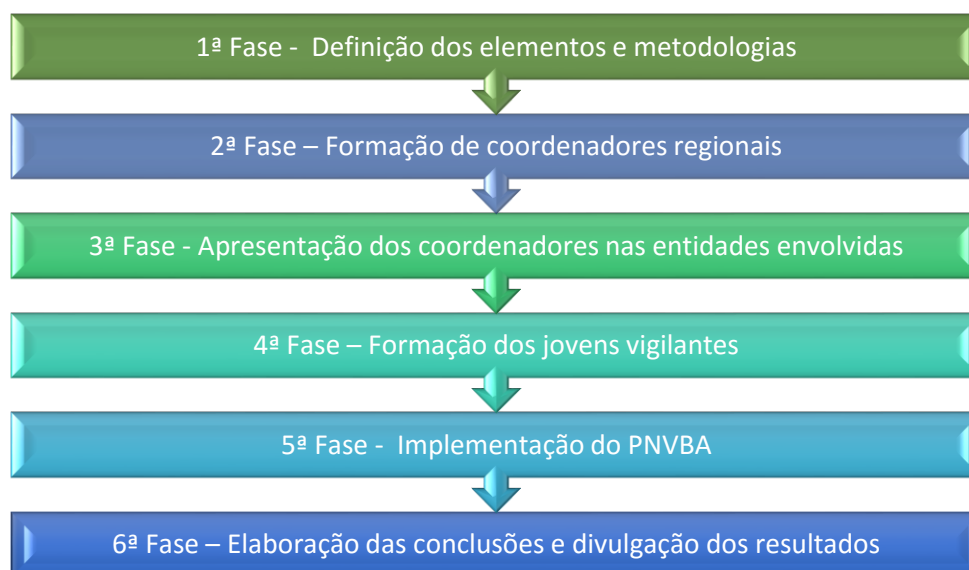 1ª Fase - Definição dos elementos e metodologias
2ª Fase – Formação de coordenadores regionais
3ª Fase - Apresentação dos coordenadores nas entidades envolvidas
4ª Fase – Formação dos jovens vigilantes
5ª Fase - Implementação do PNVBA
6ª Fase – Elaboração das conclusões e divulgação dos resultados